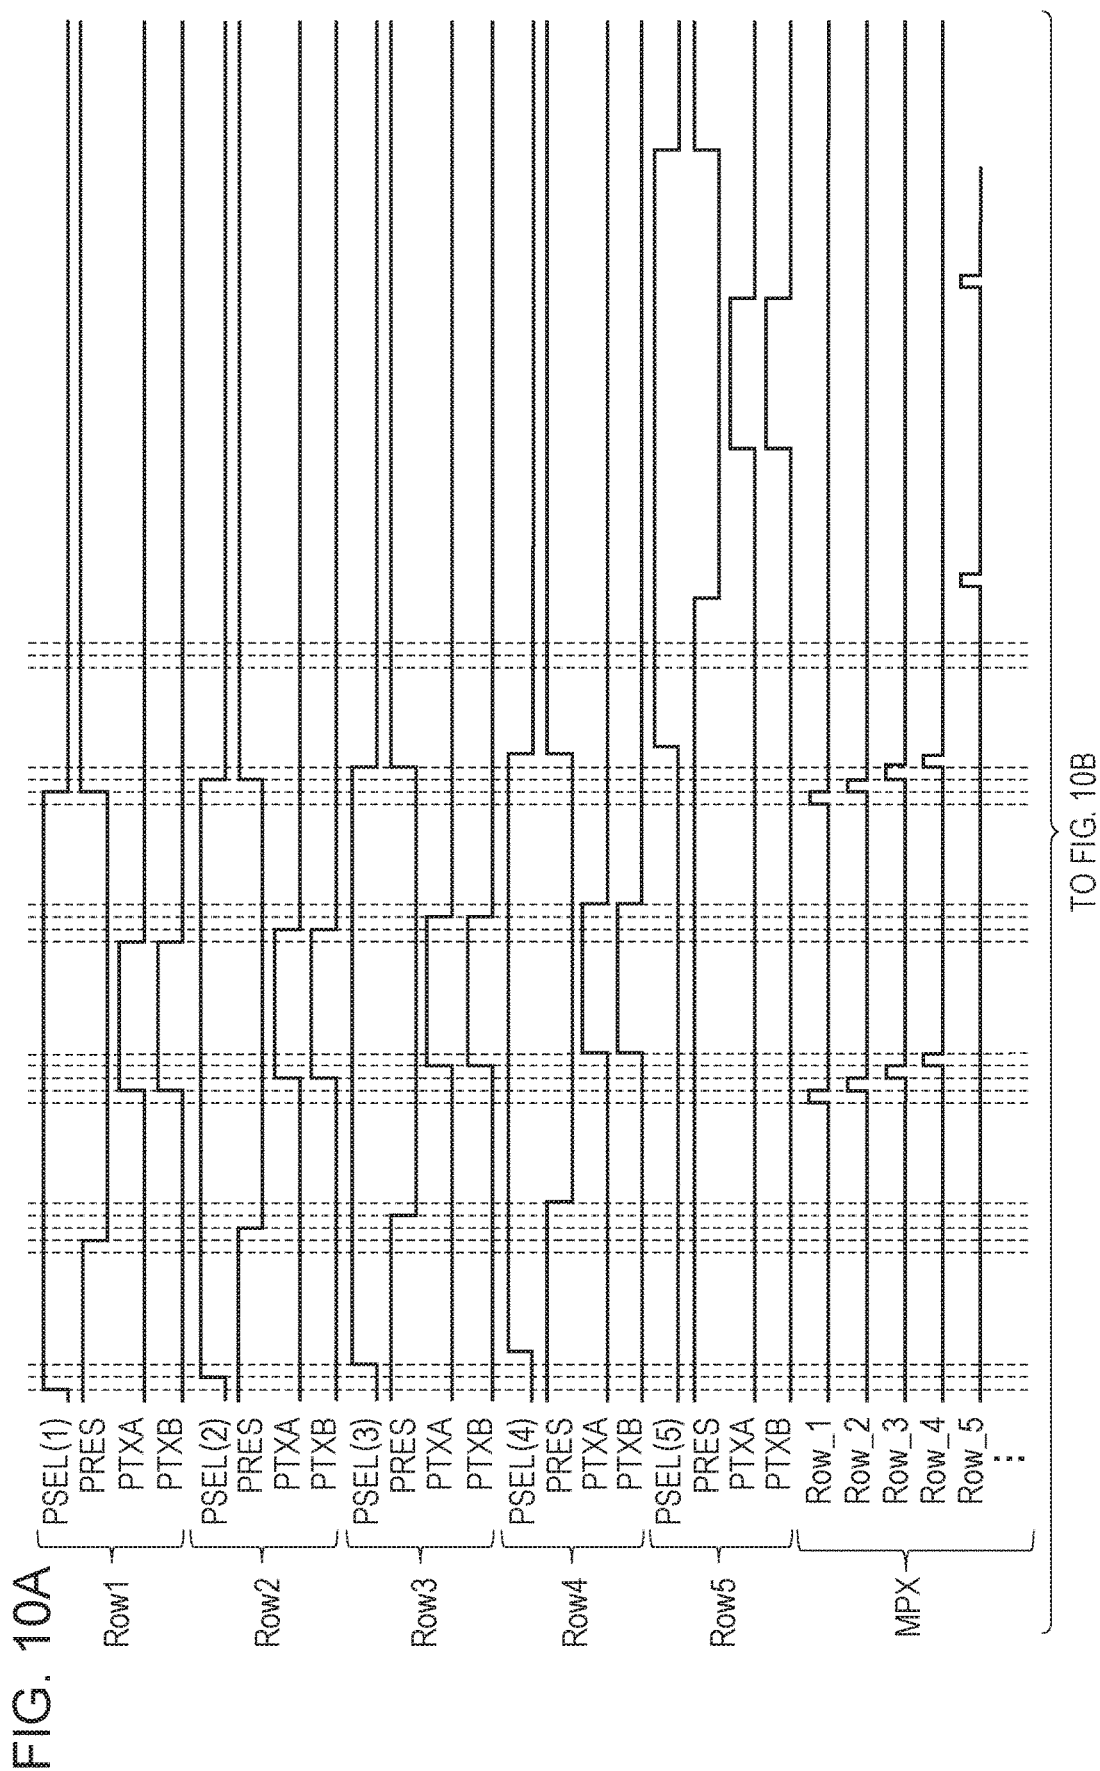 FIG. 10A
Row1
PSEL(1)
PRES
PTXA
PTXB
Row2
PSEL(2)
PRES
PTXA
PTXB
Row3
PSEL(3)
PRES
PTXA
PTXB
Row4
PSEL(4)
PRES
PTXA
PTXB
Row5
PSEL(5)
PRES
PTXA
PTXB
MPX
Row_1
Row_2
Row_3
Row_4
Row_5
⋮
TO FIG. 10B